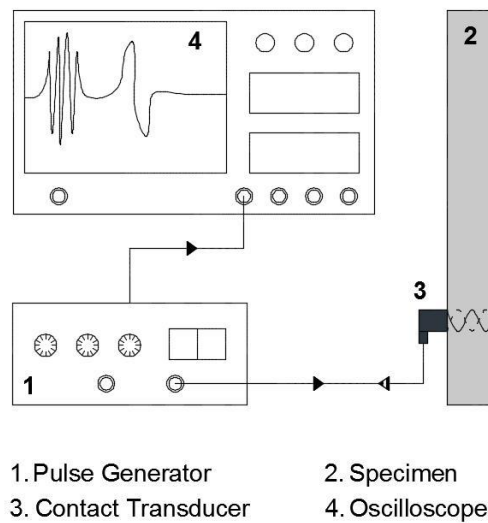 4
2
3
1
1. Pulse Generator
2. Specimen
3. Contact Transducer
4. Oscilloscope